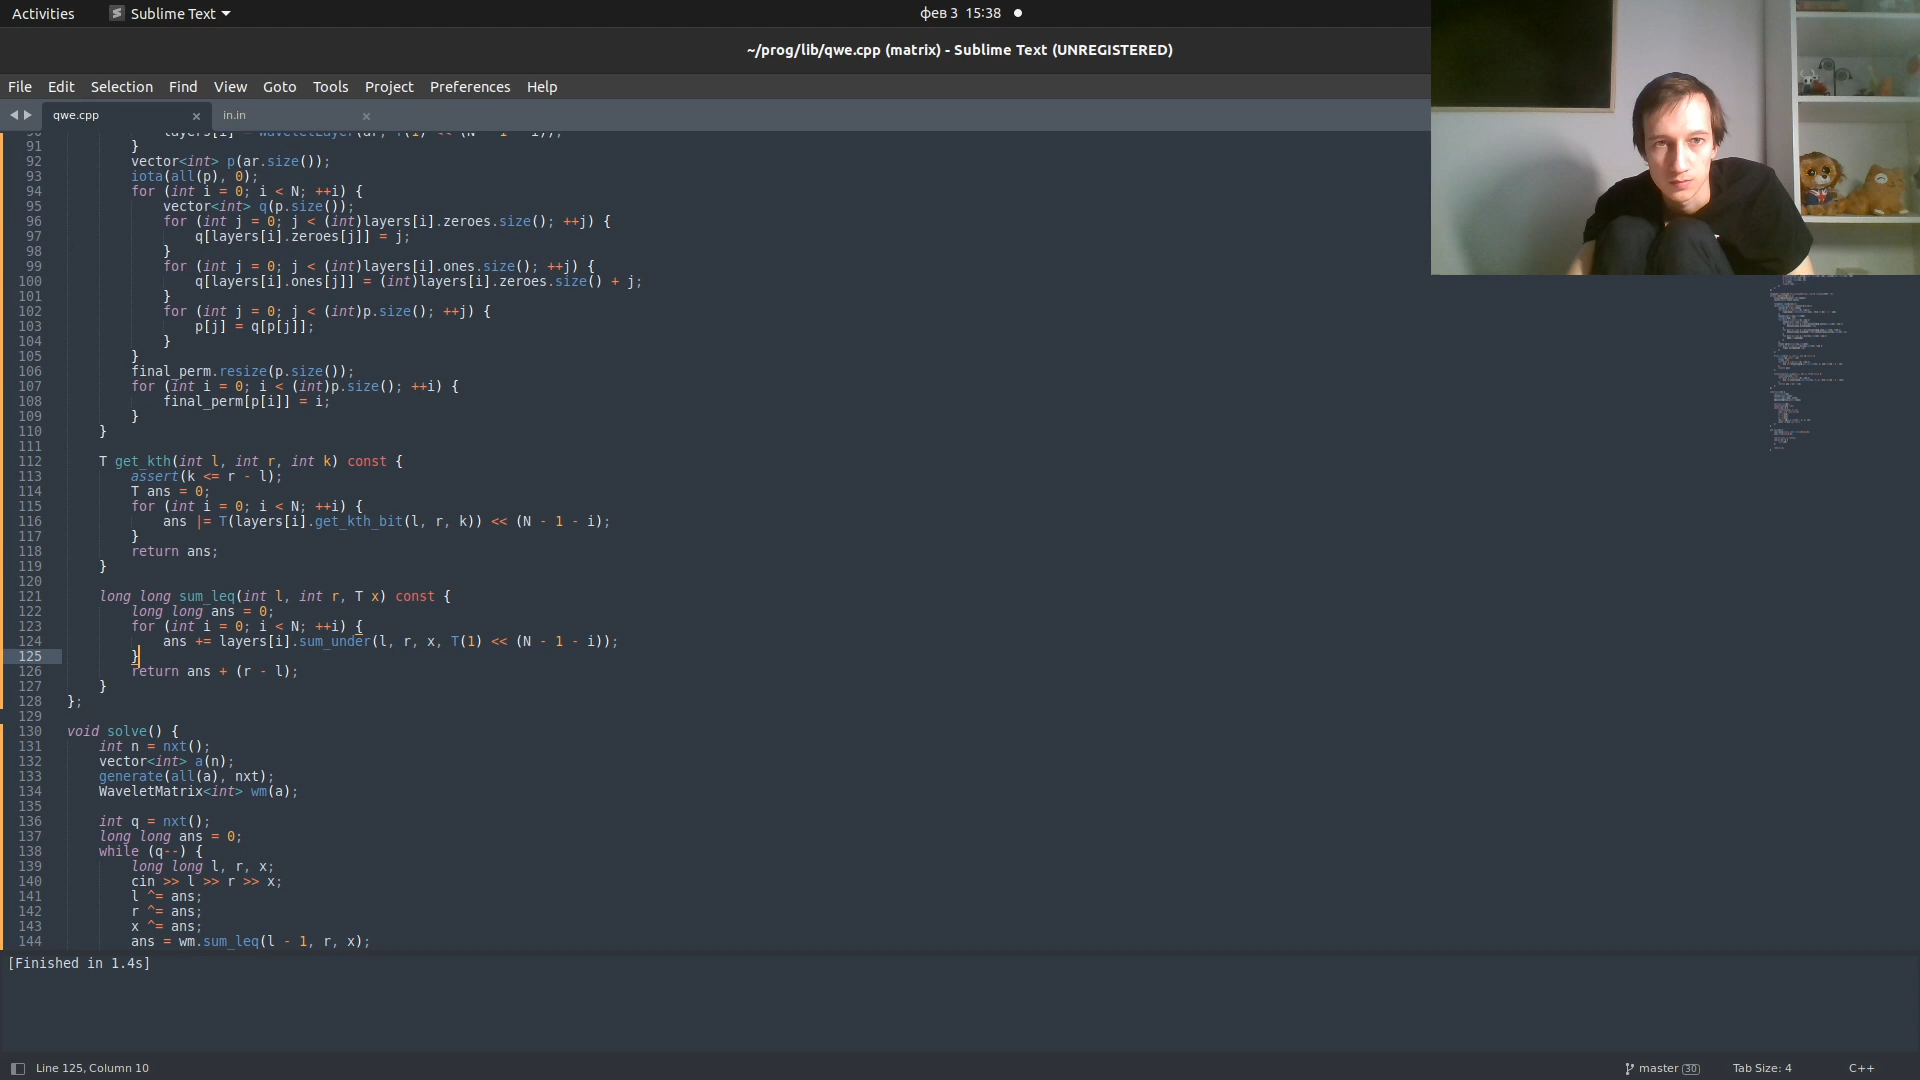 Activities
Sublime Text
фев 3 15:38
~/prog/lib/qwe.cpp (matrix) - Sublime Text (UNREGISTERED)
File Edit Selection Find View Goto Tools Project Preferences Help
qwe.cpp ×
in.in ×
90 layers[i] = WaveletLayer(ar, T(1) << (N - 1 - i));
91 }
92 vector<int> p(ar.size());
93 iota(all(p), 0);
94 for (int i = 0; i < N; ++i) {
95 vector<int> q(p.size());
96 for (int j = 0; j < (int)layers[i].zeroes.size(); ++j) {
97 q[layers[i].zeroes[j]] = j;
98 }
99 for (int j = 0; j < (int)layers[i].ones.size(); ++j) {
100 q[layers[i].ones[j]] = (int)layers[i].zeroes.size() + j;
101 }
102 for (int j = 0; j < (int)p.size(); ++j) {
103 p[j] = q[p[j]];
104 }
105 }
106 final_perm.resize(p.size());
107 for (int i = 0; i < (int)p.size(); ++i) {
108 final_perm[p[i]] = i;
109 }
110 }
111
112 T get_kth(int l, int r, int k) const {
113 assert(k <= r - l);
114 T ans = 0;
115 for (int i = 0; i < N; ++i) {
116 ans |= T(layers[i].get_kth_bit(l, r, k)) << (N - 1 - i);
117 }
118 return ans;
119 }
120
121 long long sum_leq(int l, int r, T x) const {
122 long long ans = 0;
123 for (int i = 0; i < N; ++i) {
124 ans += layers[i].sum_under(l, r, x, T(1) << (N - 1 - i));
125 }
126 return ans + (r - l);
127 }
128 };
129
130 void solve() {
131 int n = nxt();
132 vector<int> a(n);
133 generate(all(a), nxt);
134 WaveletMatrix<int> wm(a);
135
136 int q = nxt();
137 long long ans = 0;
138 while (q--) {
139 long long l, r, x;
140 cin >> l >> r >> x;
141 l ^= ans;
142 r ^= ans;
143 x ^= ans;
144 ans = wm.sum_leq(l - 1, r, x);
[Finished in 1.4s]
Line 125, Column 10
master 30
Tab Size: 4
C++